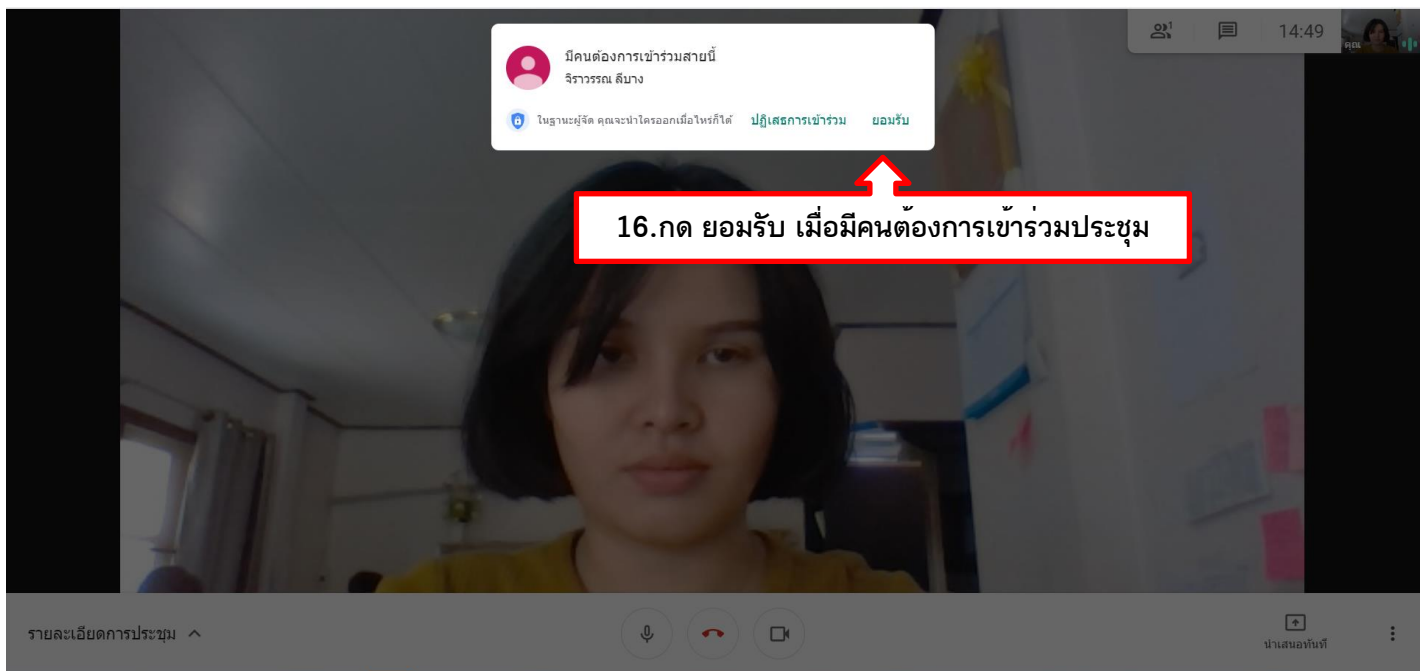 มีคนต้องการเข้าร่วมสายนี้
จิราวรรณ ลีบาง
ในฐานะผู้จัด คุณจะนำใครออกเมื่อไหร่ก็ได้ ปฏิเสธการเข้าร่วม ยอมรับ
1 14:49
คุณ
16.กด ยอมรับ เมื่อมีคนต้องการเข้าร่วมประชุม
รายละเอียดการประชุม
นำเสนอทันที